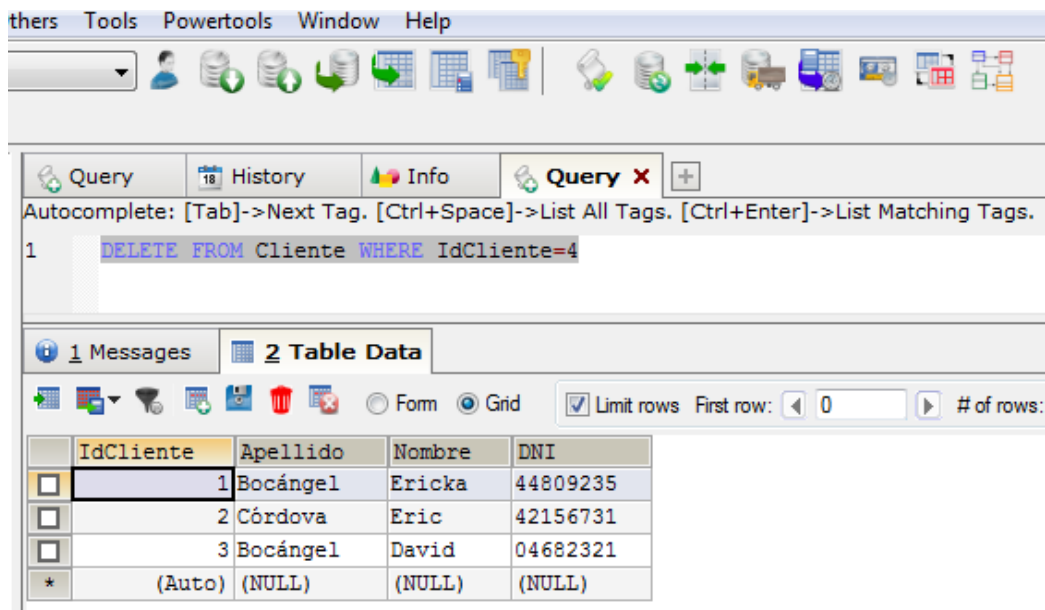 thers Tools Powertools Window Help
Query 18 History Info Query X +
Autocomplete: [Tab]->Next Tag. [Ctrl+Space]->List All Tags. [Ctrl+Enter]->List Matching Tags.
1 DELETE FROM Cliente WHERE IdCliente=4
1 Messages 2 Table Data
Form Grid Limit rows First row: 0 # of rows:
IdCliente Apellido Nombre DNI
1 Bocángel Ericka 44809235
2 Córdova Eric 42156731
3 Bocángel David 04682321
* (Auto) (NULL) (NULL) (NULL)